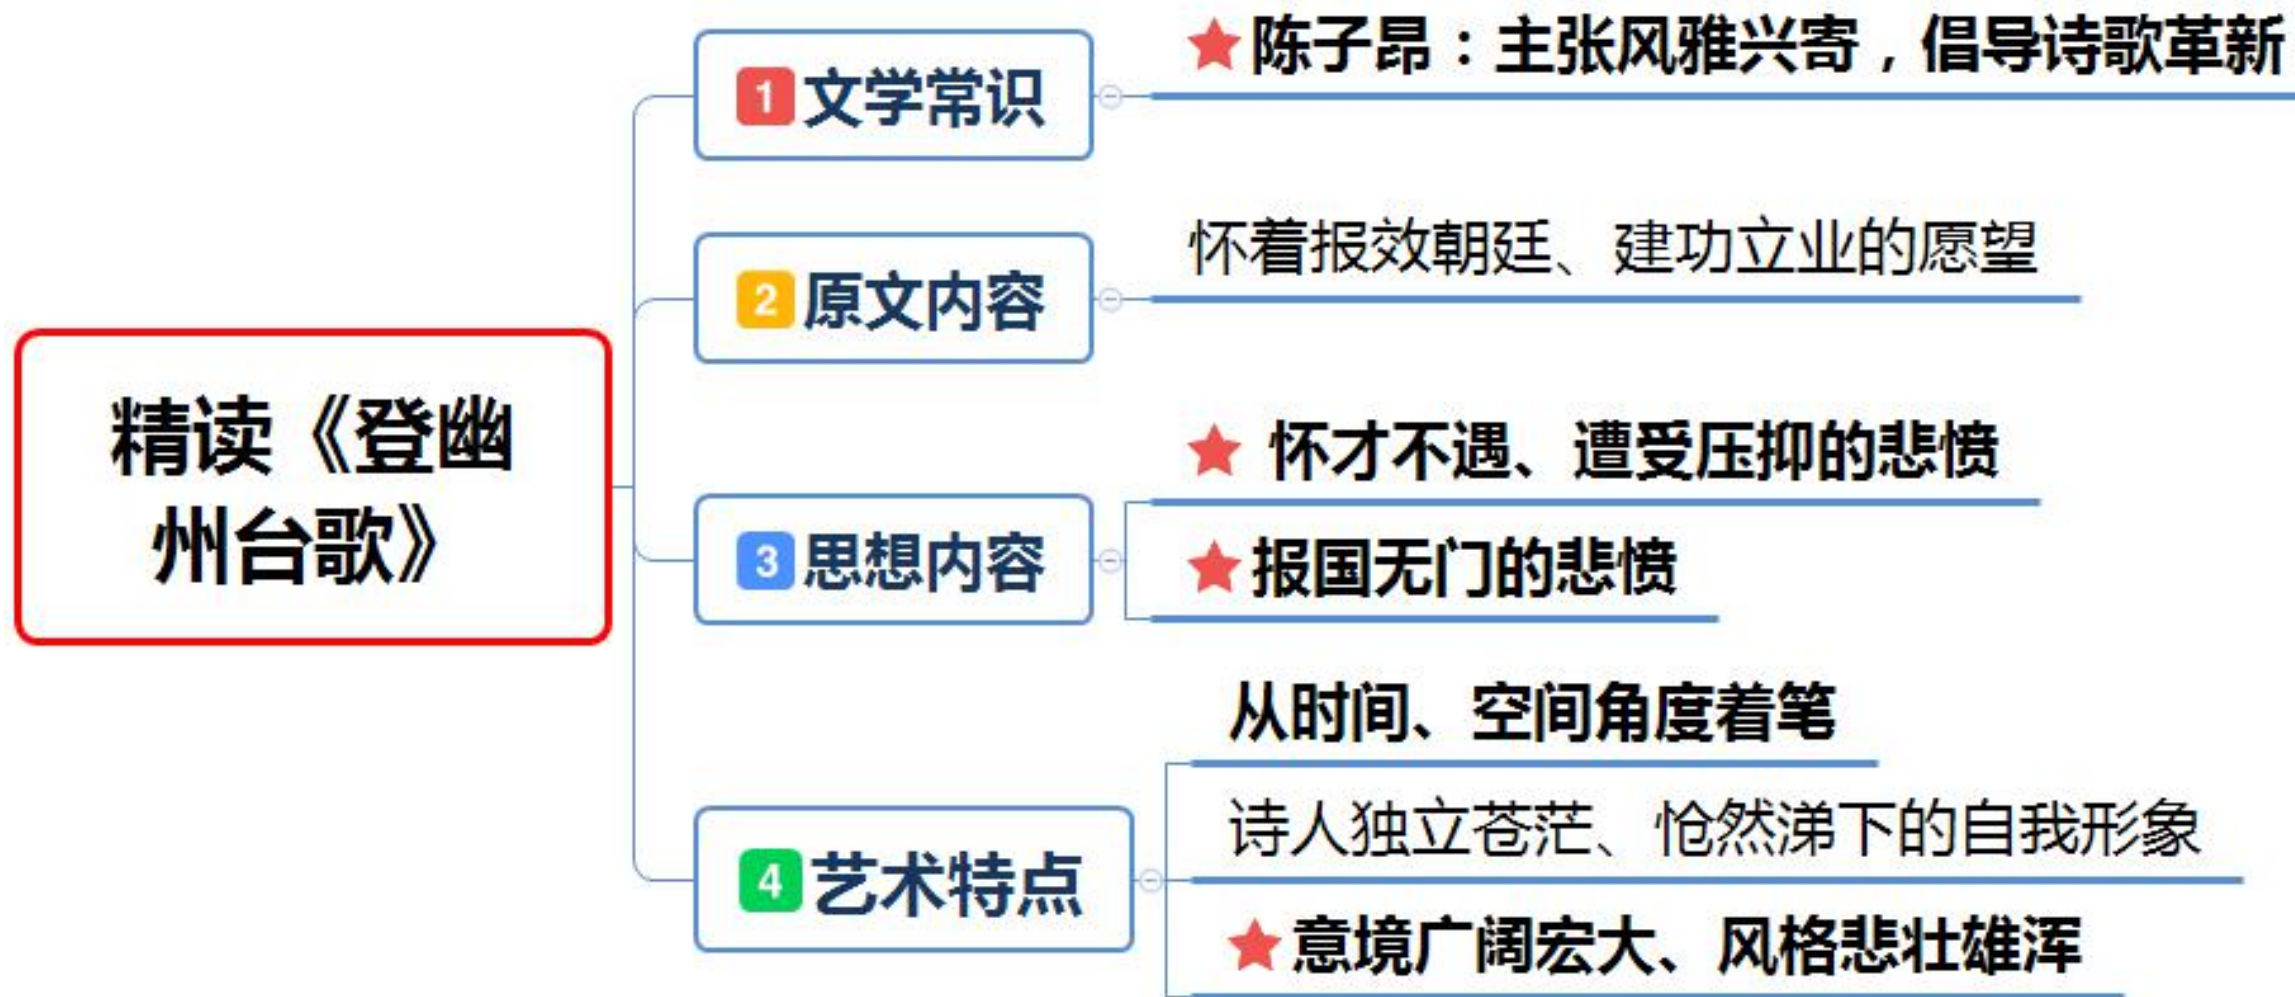 精读《登幽
州台歌》
1 文学常识
陈子昂：主张风雅兴寄，倡导诗歌革新
2 原文内容
怀着报效朝廷、建功立业的愿望
3 思想内容
怀才不遇、遭受压抑的悲愤
报国无门的悲愤
4 艺术特点
从时间、空间角度着笔
诗人独立苍茫、怆然涕下的自我形象
意境广阔宏大、风格悲壮雄浑